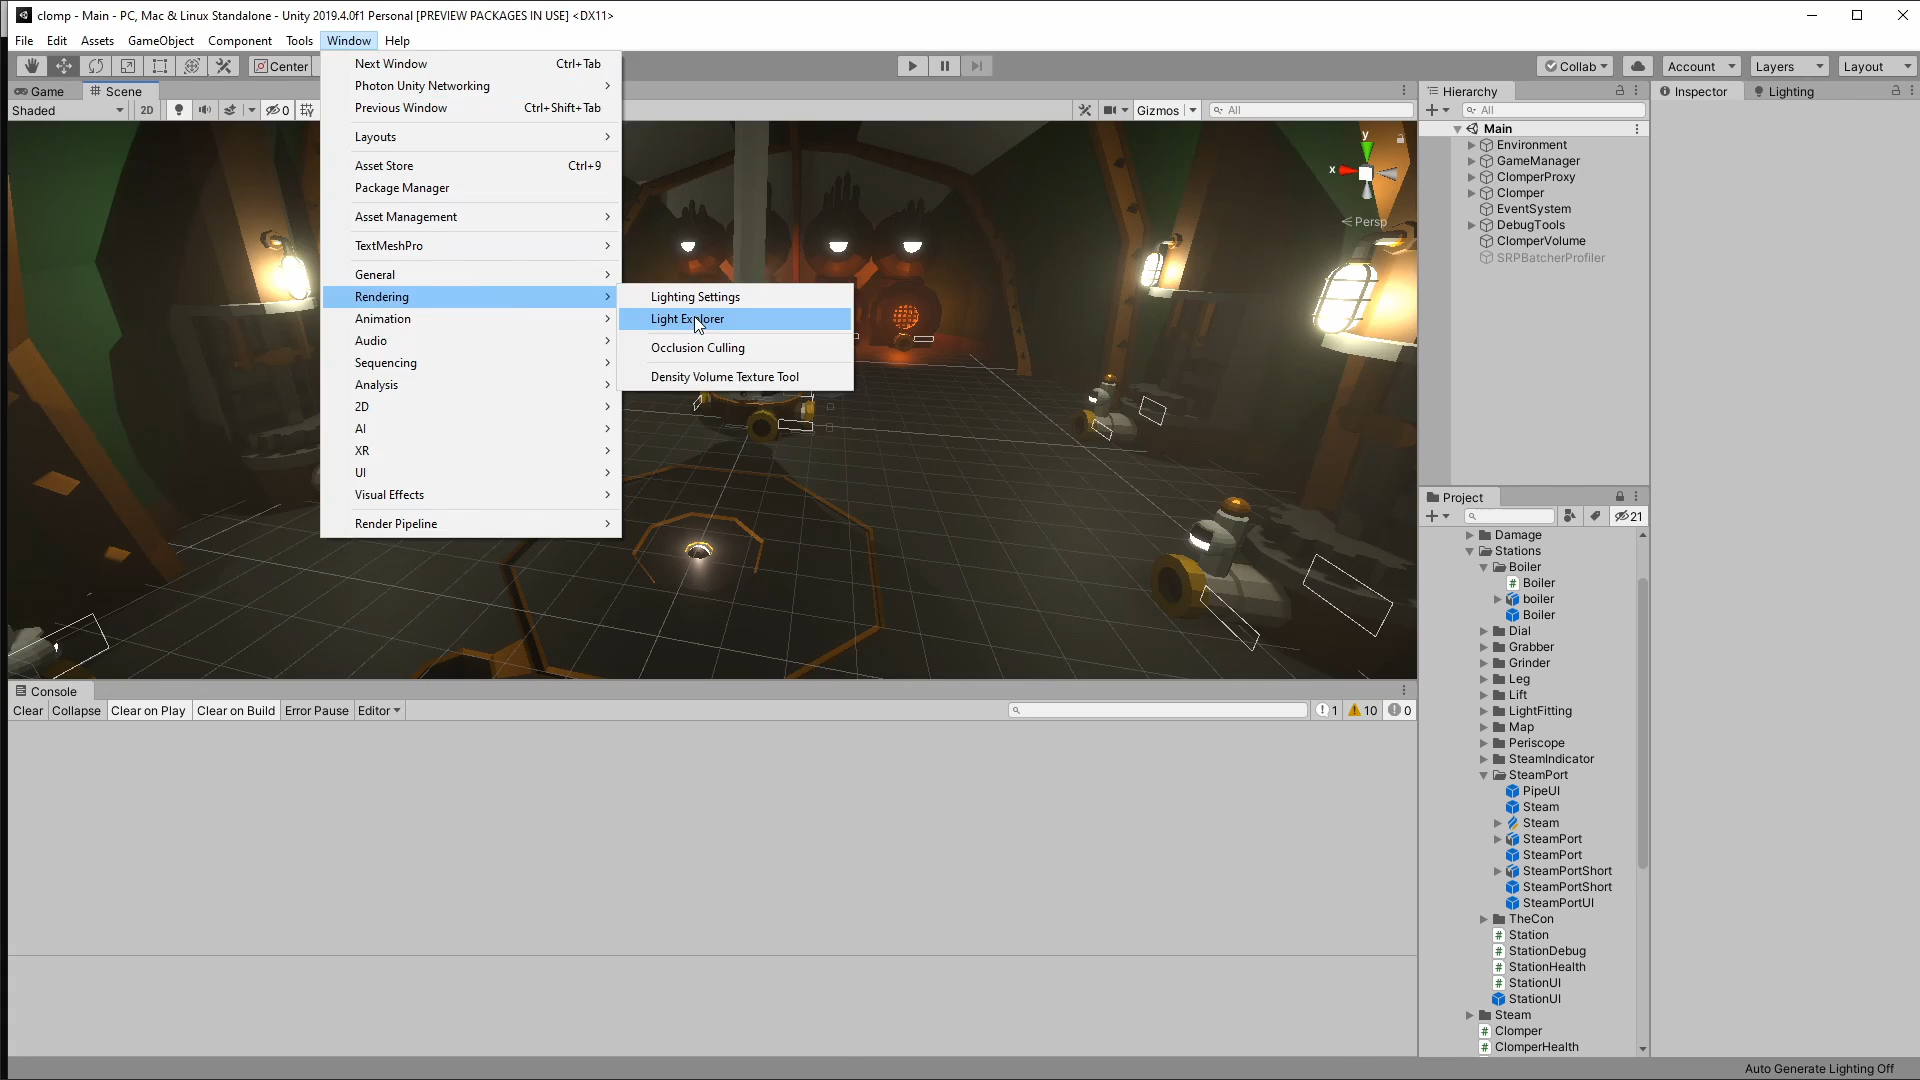 clomp - Main - PC, Mac & Linux Standalone - Unity 2019.4.0f1 Personal [PREVIEW PACKAGES IN USE] <DX11>
File Edit Assets GameObject Component Tools Window Help
Center
Collab
Account
Layers
Layout
Game
Scene
Shaded
2D
0
Gizmos
All
Next Window Ctrl+Tab
Photon Unity Networking
Previous Window Ctrl+Shift+Tab
Layouts
Asset Store Ctrl+9
Package Manager
Asset Management
TextMeshPro
General
Rendering
Animation
Audio
Sequencing
Analysis
2D
AI
XR
UI
Visual Effects
Render Pipeline
Lighting Settings
Light Explorer
Occlusion Culling
Density Volume Texture Tool
y
x
Persp
Hierarchy
All
Main
Environment
GameManager
ClomperProxy
Clomper
EventSystem
DebugTools
ClomperVolume
SRPBatcherProfiler
Inspector
Lighting
Project
21
Damage
Stations
Boiler
Boiler
boiler
Boiler
Dial
Grabber
Grinder
Leg
Lift
LightFitting
Map
Periscope
SteamIndicator
SteamPort
PipeUI
Steam
Steam
SteamPort
SteamPort
SteamPortShort
SteamPortShort
SteamPortUI
TheCon
Station
StationDebug
StationHealth
StationUI
StationUI
Steam
Clomper
ClomperHealth
Console
Clear Collapse Clear on Play Clear on Build Error Pause Editor
1 10 0
Auto Generate Lighting Off